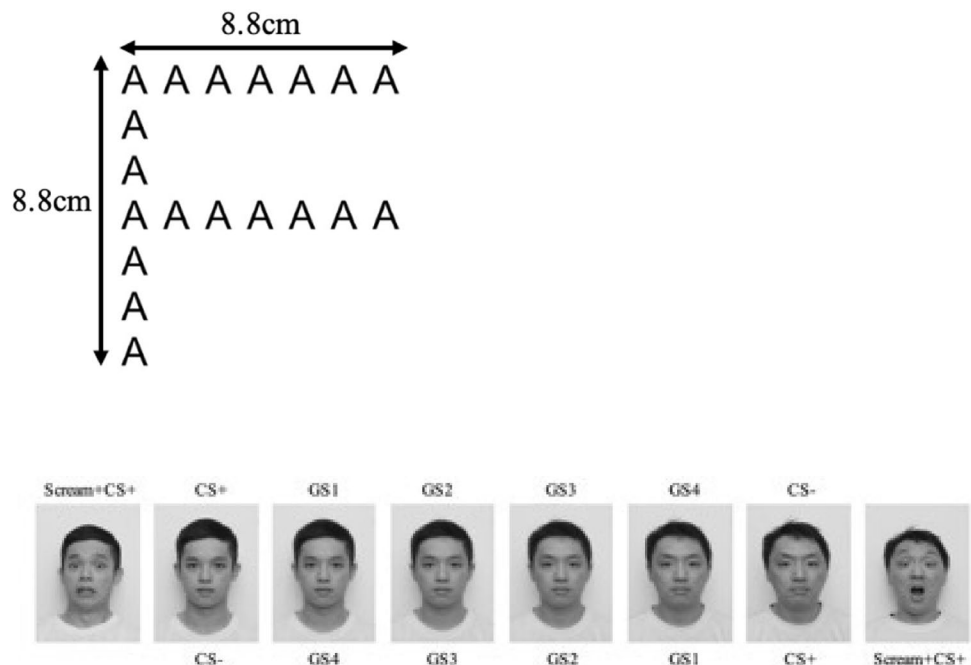 8.8cm
A A A A A A A
A
A
8.8cm
A A A A A A A
A
A
A
Scream+CS+ CS+ GS1 GS2 GS3 GS4 CS-
CS- GS4 GS3 GS2 GS1 CS+ Scream+CS+